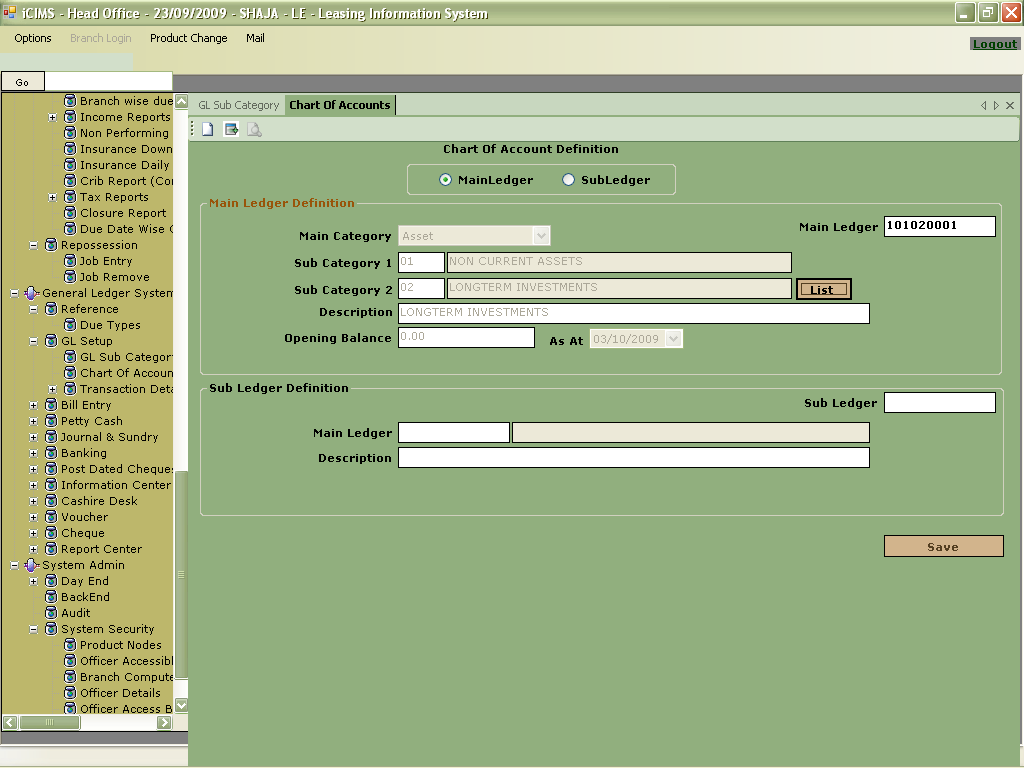 iCIMS - Head Office - 23/09/2009 - SHAJA - LE - Leasing Information System
Options Branch Login Product Change Mail
Logout
Go
Branch wise due
Income Reports
Non Performing
Insurance Down
Insurance Daily
Crib Report (Co
Tax Reports
Closure Report
Due Date Wise
Repossession
Job Entry
Job Remove
General Ledger System
Reference
Due Types
GL Setup
GL Sub Categor
Chart Of Accoun
Transaction Deta
Bill Entry
Petty Cash
Journal & Sundry
Banking
Post Dated Cheques
Information Center
Cashire Desk
Voucher
Cheque
Report Center
System Admin
Day End
BackEnd
Audit
System Security
Product Nodes
Officer Accessibl
Branch Compute
Officer Details
Officer Access B
GL Sub Category Chart Of Accounts
Chart Of Account Definition
MainLedger SubLedger
Main Ledger Definition
Main Ledger 101020001
Main Category Asset
Sub Category 1 01 NON CURRENT ASSETS
Sub Category 2 02 LONGTERM INVESTMENTS List
Description LONGTERM INVESTMENTS
Opening Balance 0.00 As At 03/10/2009
Sub Ledger Definition
Sub Ledger
Main Ledger
Description
Save